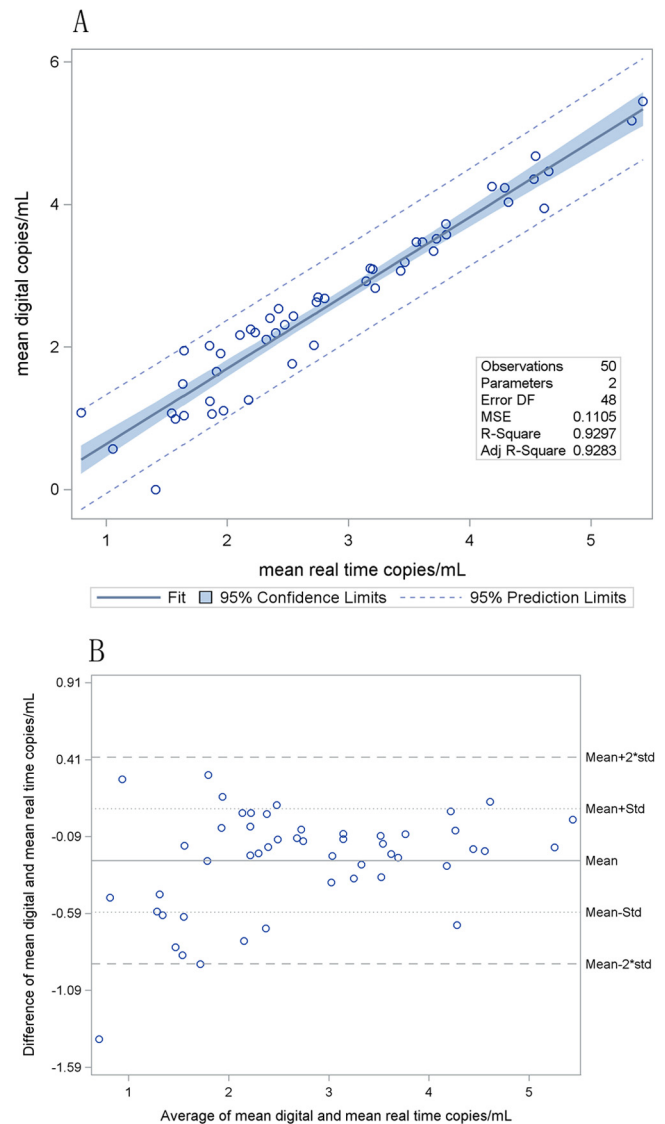 A
6
4
2
0
mean digital copies/mL
Observations 50
Parameters 2
Error DF 48
MSE 0.1105
R-Square 0.9297
Adj R-Square 0.9283
1 2 3 4 5
mean real time copies/mL
Fit 95% Confidence Limits 95% Prediction Limits
B
0.91
0.41
-0.09
-0.59
-1.09
-1.59
Difference of mean digital and mean real time copies/mL
Mean+2*std
Mean+Std
Mean
Mean-Std
Mean-2*std
1 2 3 4 5
Average of mean digital and mean real time copies/mL